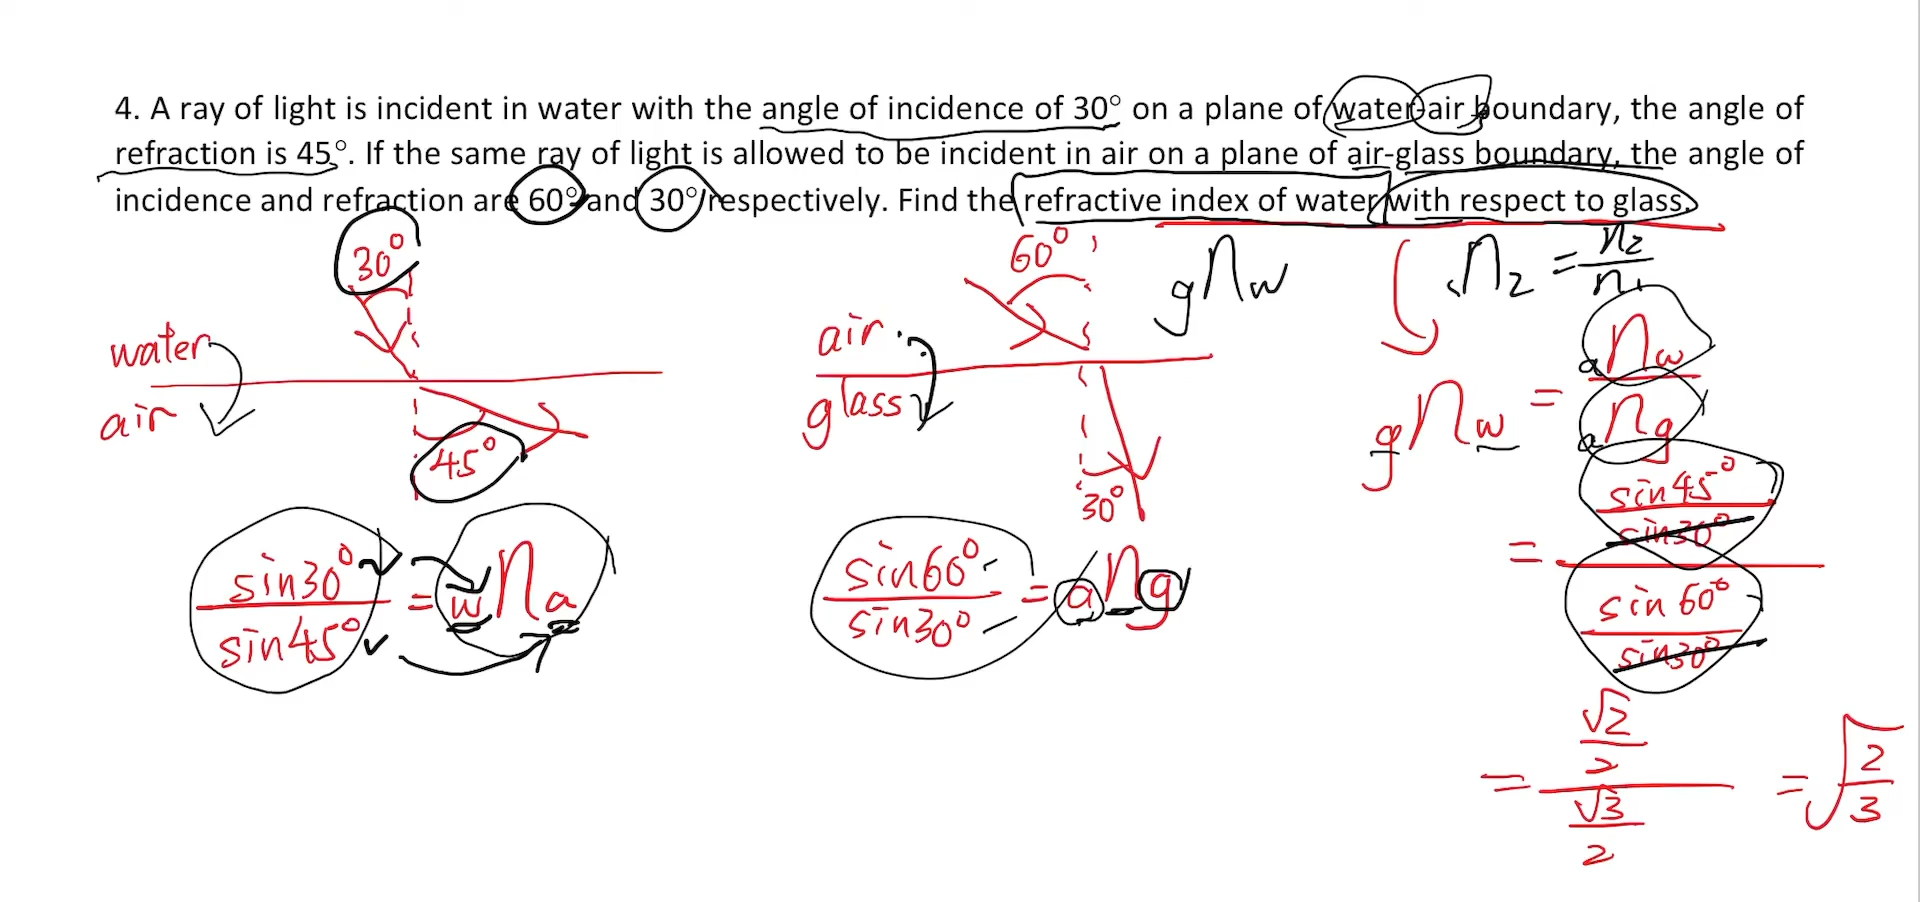 4. A ray of light is incident in water with the angle of incidence of 30° on a plane of water-air boundary, the angle of
refraction is 45°. If the same ray of light is allowed to be incident in air on a plane of air-glass boundary, the angle of
incidence and refraction are 60° and 30° respectively. Find the refractive index of water with respect to glass.
30°
water
air
45°
sin30° / sin45° = wna
60°
air
glass
30°
sin60° / sin30° = ang
gnw
1n2 = n2 / n1
gnw = anw / ang
= (sin45° / sin30°) / (sin60° / sin30°)
= (√2 / 2) / (√3 / 2) = √(2 / 3)